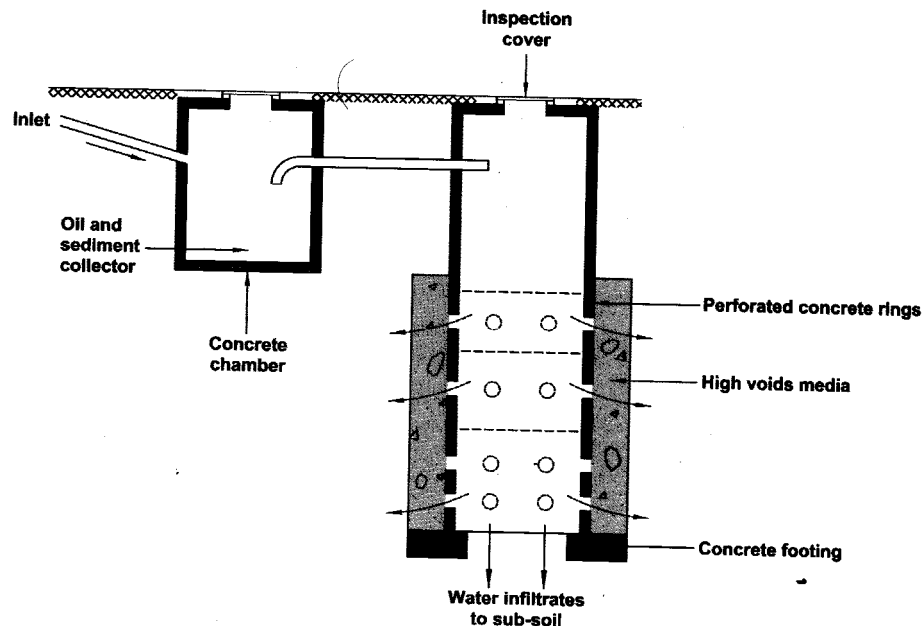 Inspection
cover
Inlet
Oil and
sediment
collector
Concrete
chamber
Perforated concrete rings
High voids media
Concrete footing
Water infiltrates
to sub-soil